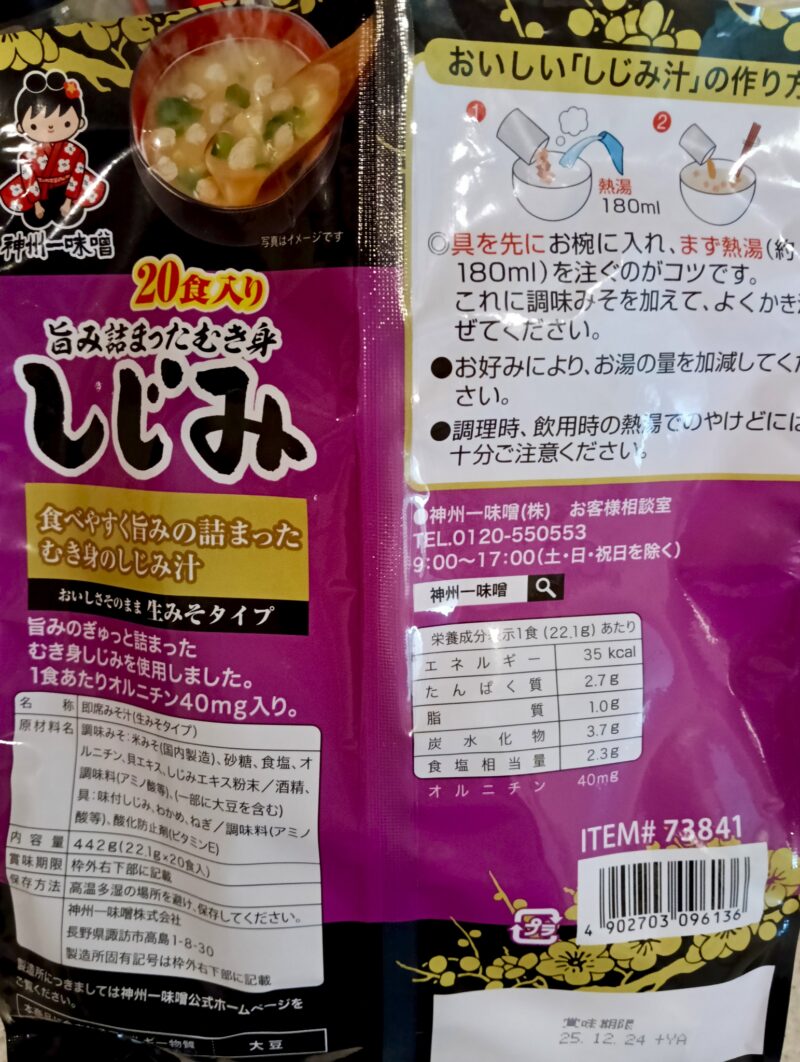 神州一味噌
写真はイメージです
20食入り
旨み詰まったむき身
しじみ
食べやすく旨みの詰まった
むき身のしじみ汁
おいしさそのまま 生みそタイプ
旨みのぎゅっと詰まった
むき身しじみを使用しました。
1食あたりオルニチン40mg入り。
名称 即席みそ汁(生みそタイプ)
原材料名 調味みそ:米みそ(国内製造)、砂糖、食塩、オ
ルニチン、貝エキス、しじみエキス粉末/酒精、
調味料(アミノ酸等)、(一部に大豆を含む)
具:味付しじみ、わかめ、ねぎ/調味料(アミノ
酸等)、酸化防止剤(ビタミンE)
内容量 442g(22.1g×20食入)
賞味期限 枠外右下部に記載
保存方法 高温多湿の場所を避け、保存してください。
神州一味噌株式会社
長野県諏訪市高島1-8-30
製造所固有記号は枠外右下部に記載
製造所につきましては神州一味噌公式ホームページを
ご覧ください。
物質 大豆
おいしい「しじみ汁」の作り方
1 2
熱湯
180ml
◎具を先にお椀に入れ、まず熱湯(約
180ml)を注ぐのがコツです。
これに調味みそを加えて、よくかき混
ぜてください。
●お好みにより、お湯の量を加減してくだ
さい。
●調理時、飲用時の熱湯でのやけどには
十分ご注意ください。
●神州一味噌(株) お客様相談室
TEL.0120-550553
9:00〜17:00(土・日・祝日を除く)
神州一味噌
栄養成分表示1食(22.1g)あたり
エネルギー 35 kcal
たんぱく質 2.7g
脂質 1.0g
炭水化物 3.7g
食塩相当量 2.3g
オルニチン 40mg
ITEM# 73841
4 902703 096136
プラ
賞味期限
25.12.24 +YA